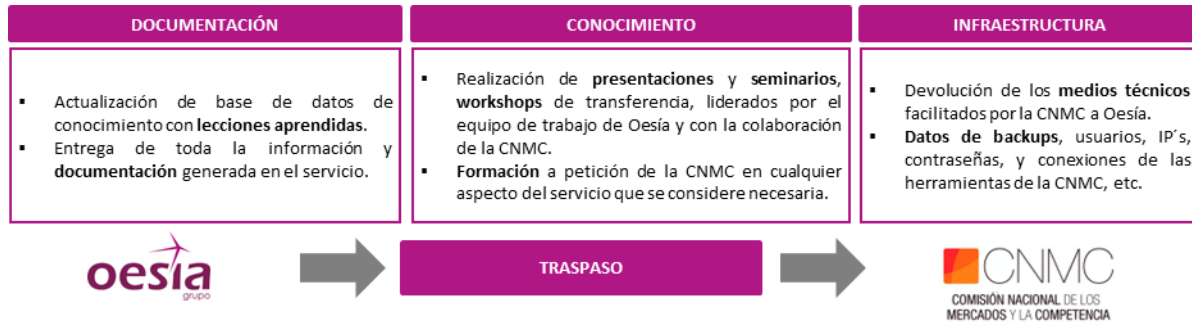 DOCUMENTACIÓN
▪ Actualización de base de datos de
conocimiento con lecciones aprendidas.
▪ Entrega de toda la información y
documentación generada en el servicio.
CONOCIMIENTO
▪ Realización de presentaciones y seminarios,
workshops de transferencia, liderados por el
equipo de trabajo de Oesía y con la colaboración
de la CNMC.
▪ Formación a petición de la CNMC en cualquier
aspecto del servicio que se considere necesaria.
INFRAESTRUCTURA
▪ Devolución de los medios técnicos
facilitados por la CNMC a Oesía.
▪ Datos de backups, usuarios, IP´s,
contraseñas, y conexiones de las
herramientas de la CNMC, etc.
oesía
grupo
TRASPASO
CNMC
COMISIÓN NACIONAL DE LOS
MERCADOS Y LA COMPETENCIA